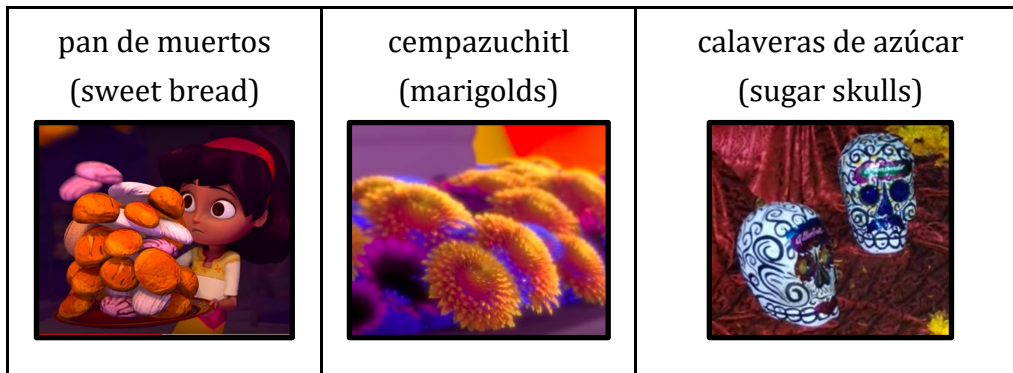 pan de muertos
(sweet bread)
cempazuchitl
(marigolds)
calaveras de azúcar
(sugar skulls)